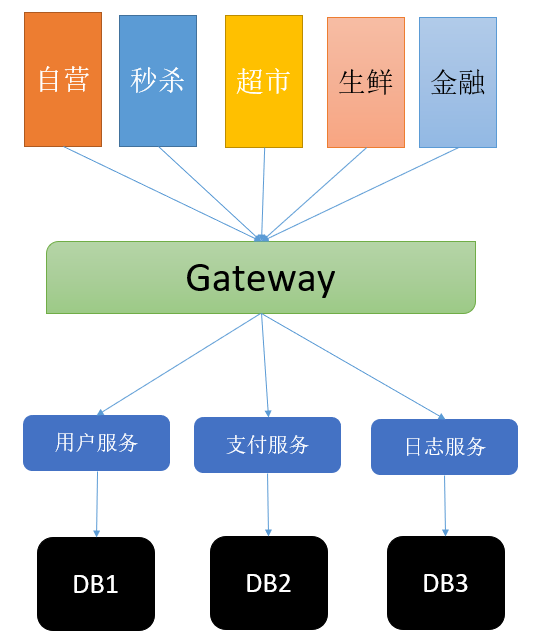 自营
秒杀
超市
生鲜
金融
Gateway
用户服务
支付服务
日志服务
DB1
DB2
DB3